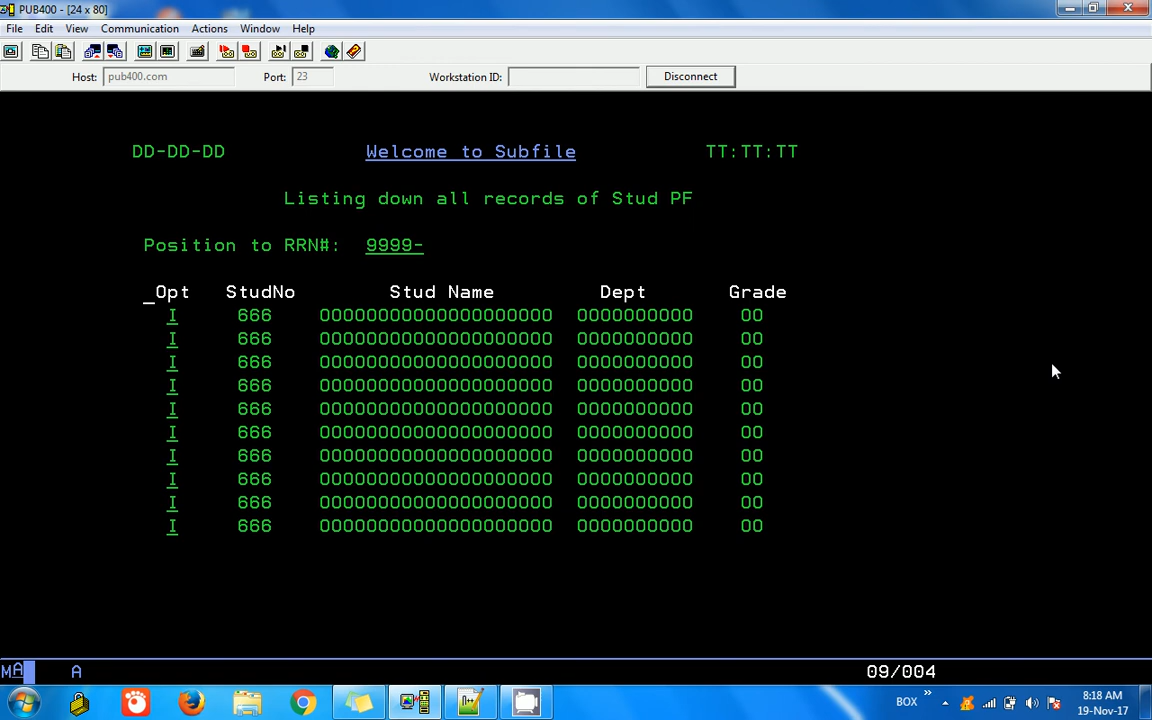 PUB400 - [24 x 80]
File Edit View Communication Actions Window Help
Host: pub400.com Port: 23 Workstation ID: Disconnect
DD-DD-DD Welcome to Subfile TT:TT:TT
Listing down all records of Stud PF
Position to RRN#: 9999-
_Opt StudNo Stud Name Dept Grade
I 666 OOOOOOOOOOOOOOOOOOOO OOOOOOOOOO OO
I 666 OOOOOOOOOOOOOOOOOOOO OOOOOOOOOO OO
I 666 OOOOOOOOOOOOOOOOOOOO OOOOOOOOOO OO
I 666 OOOOOOOOOOOOOOOOOOOO OOOOOOOOOO OO
I 666 OOOOOOOOOOOOOOOOOOOO OOOOOOOOOO OO
I 666 OOOOOOOOOOOOOOOOOOOO OOOOOOOOOO OO
I 666 OOOOOOOOOOOOOOOOOOOO OOOOOOOOOO OO
I 666 OOOOOOOOOOOOOOOOOOOO OOOOOOOOOO OO
I 666 OOOOOOOOOOOOOOOOOOOO OOOOOOOOOO OO
I 666 OOOOOOOOOOOOOOOOOOOO OOOOOOOOOO OO
MA A 09/004
BOX » 8:18 AM
19-Nov-17